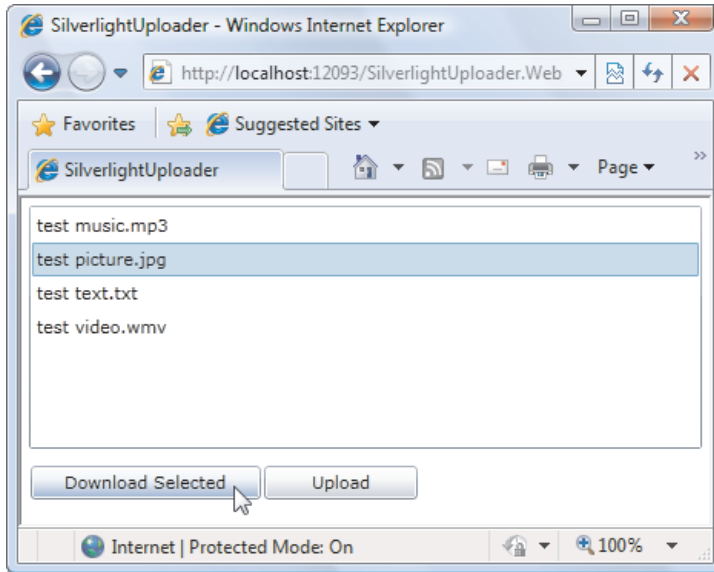 SilverlightUploader - Windows Internet Explorer
http://localhost:12093/SilverlightUploader.Web
Favorites Suggested Sites
SilverlightUploader Page »
test music.mp3
test picture.jpg
test text.txt
test video.wmv
Download Selected Upload
Internet | Protected Mode: On 100%